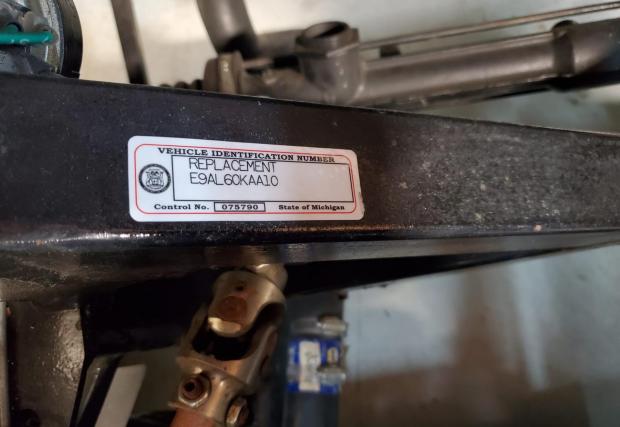 VEHICLE IDENTIFICATION NUMBER
REPLACEMENT
E9AL60KAA10
Control No. 075790 State of Michigan